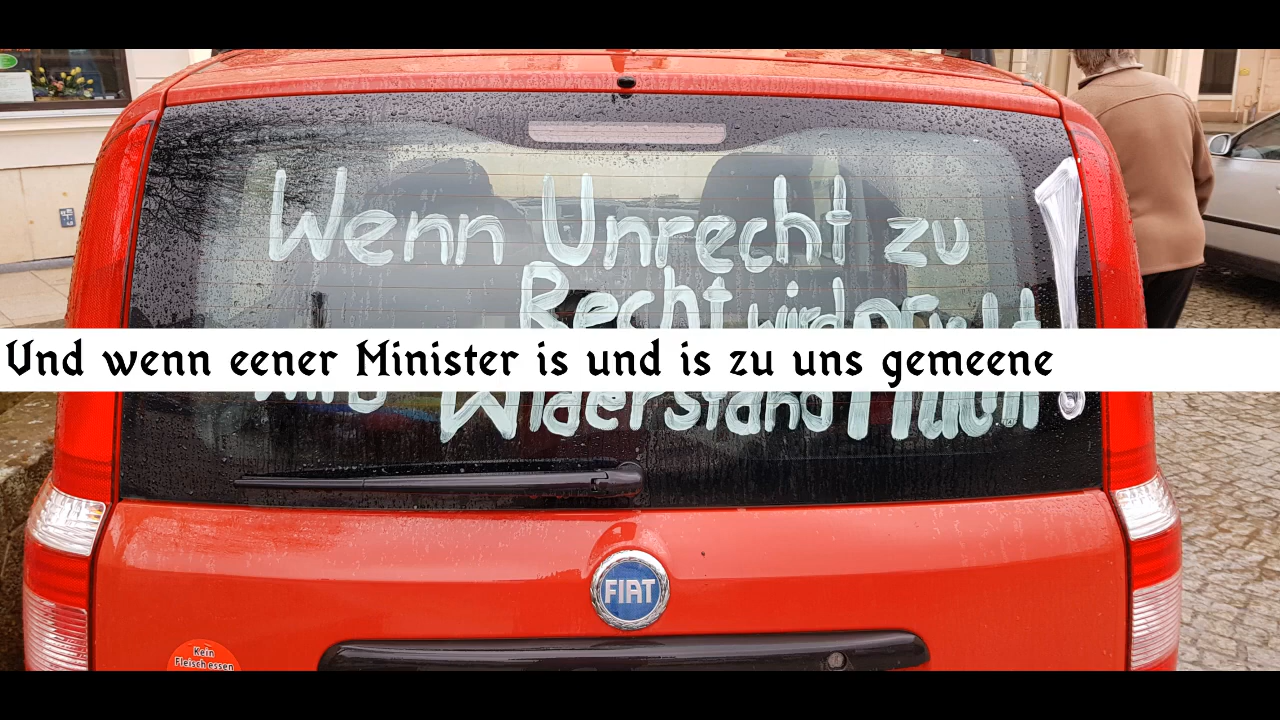 Wenn Unrecht zu
Recht wird
Und wenn eener Minister is und is zu uns gemeene
Widerstand
FIAT
Kein
Fleisch essen